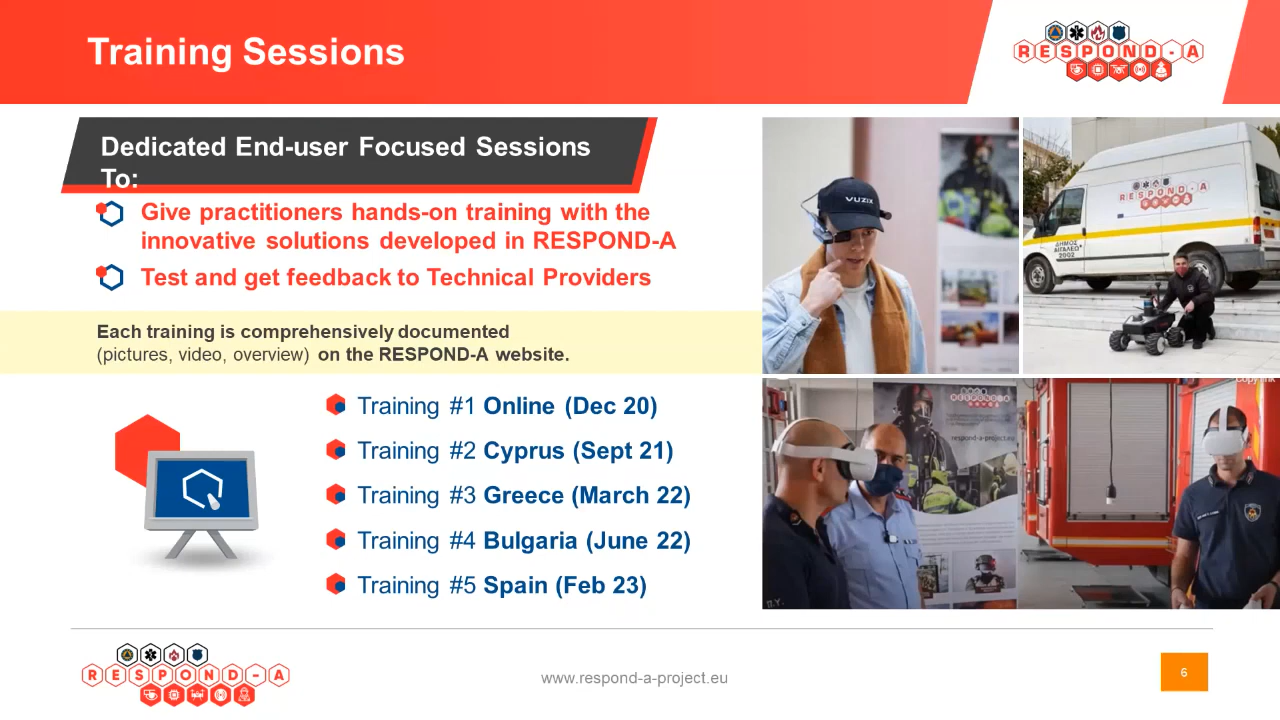 Training Sessions
RESPOND-A
Dedicated End-user Focused Sessions
To:
Give practitioners hands-on training with the
innovative solutions developed in RESPOND-A
Test and get feedback to Technical Providers
Each training is comprehensively documented
(pictures, video, overview) on the RESPOND-A website.
Training #1 Online (Dec 20)
Training #2 Cyprus (Sept 21)
Training #3 Greece (March 22)
Training #4 Bulgaria (June 22)
Training #5 Spain (Feb 23)
VUZIX
RESPOND-A
ΔΗΜΟΣ
ΑΙΓΑΛΕΩ
2002
Copy link
RESPOND-A
respond-a-project.eu
Π.Υ.
RESPOND-A
www.respond-a-project.eu
6